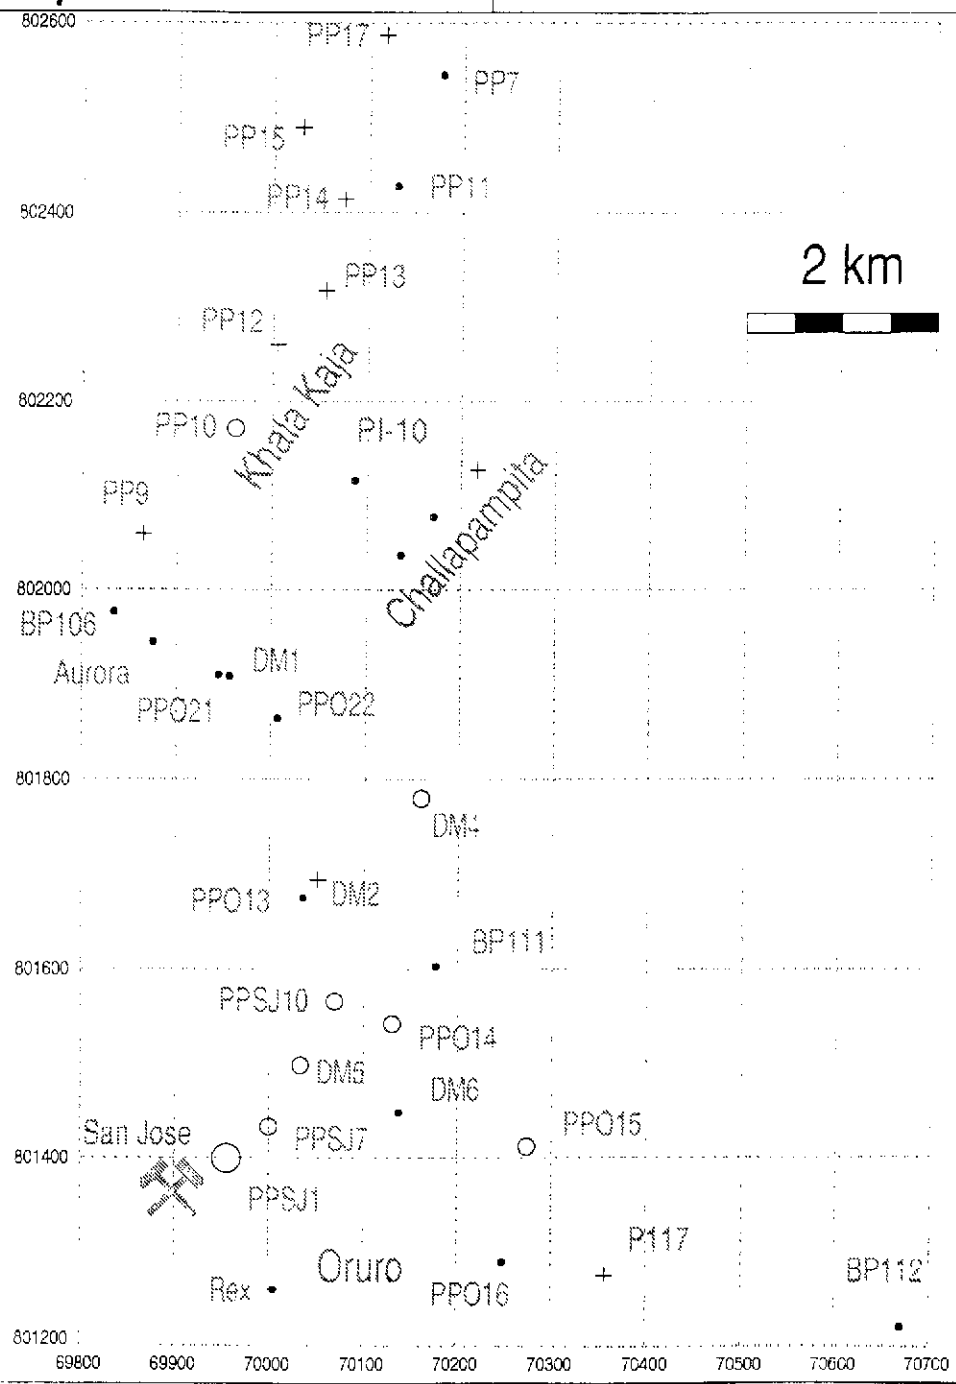 802600
PP17
PP7
PP15
PP14
PP11
802400
2 km
PP13
PP12
Khala Kaja
802200
PP10
PI-10
Challapampita
PP9
802000
BP106
Aurora
DM1
PPO21
PPO22
801800
DM4
PPO13
DM2
BP111
801600
PPSJ10
PPO14
DM5
DM6
San Jose
PPSJ7
PPO15
801400
PPSJ1
P117
Oruro
BP112
Rex
PPO16
801200
69800 69900 70000 70100 70200 70300 70400 70500 70600 70700